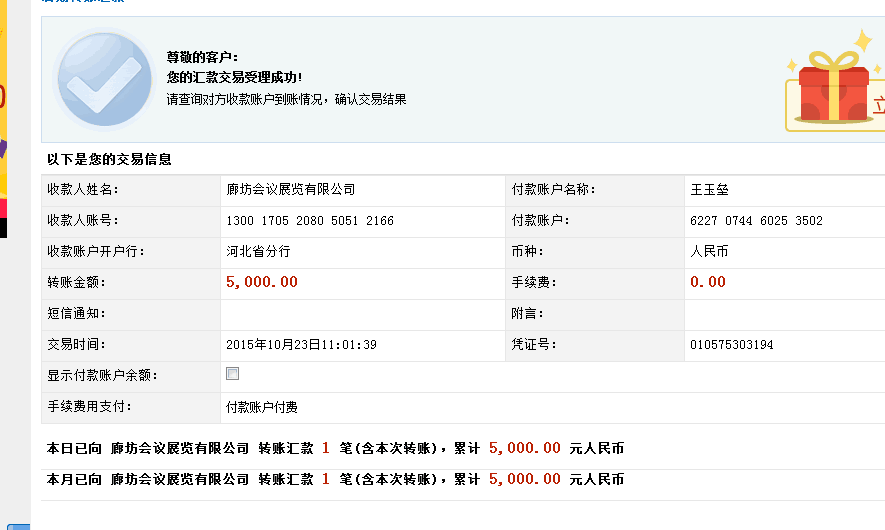 尊敬的客户：
您的汇款交易受理成功！
请查询对方收款账户到账情况，确认交易结果
立
以下是您的交易信息
收款人姓名： 廊坊会议展览有限公司 付款账户名称： 王玉垒
收款人账号： 1300 1705 2080 5051 2166 付款账户： 6227 0744 6025 3502
收款账户开户行： 河北省分行 币种： 人民币
转账金额： 5,000.00 手续费： 0.00
短信通知： 附言：
交易时间： 2015年10月23日11:01:39 凭证号： 010575303194
显示付款账户余额：
手续费用支付： 付款账户付费
本日已向 廊坊会议展览有限公司 转账汇款 1 笔(含本次转账)，累计 5,000.00 元人民币
本月已向 廊坊会议展览有限公司 转账汇款 1 笔(含本次转账)，累计 5,000.00 元人民币